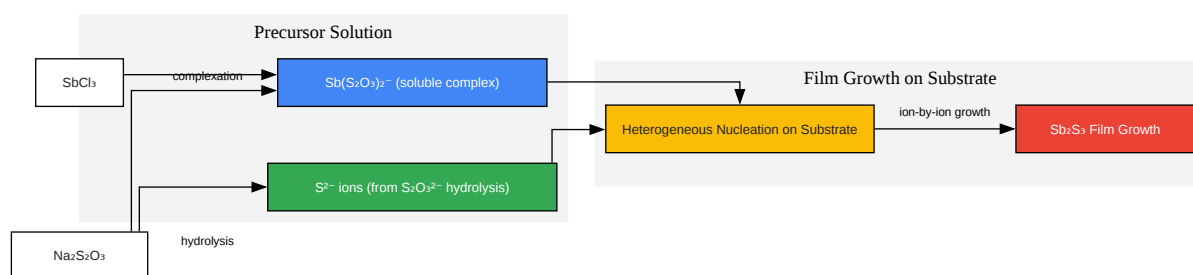 Precursor Solution
Film Growth on Substrate
SbCl₃
complexation
Sb(S₂O₃)₂⁻ (soluble complex)
ion-by-ion growth
Heterogeneous Nucleation on Substrate
Sb₂S₃ Film Growth
S²⁻ ions (from S₂O₃²⁻ hydrolysis)
hydrolysis
Na₂S₂O₃